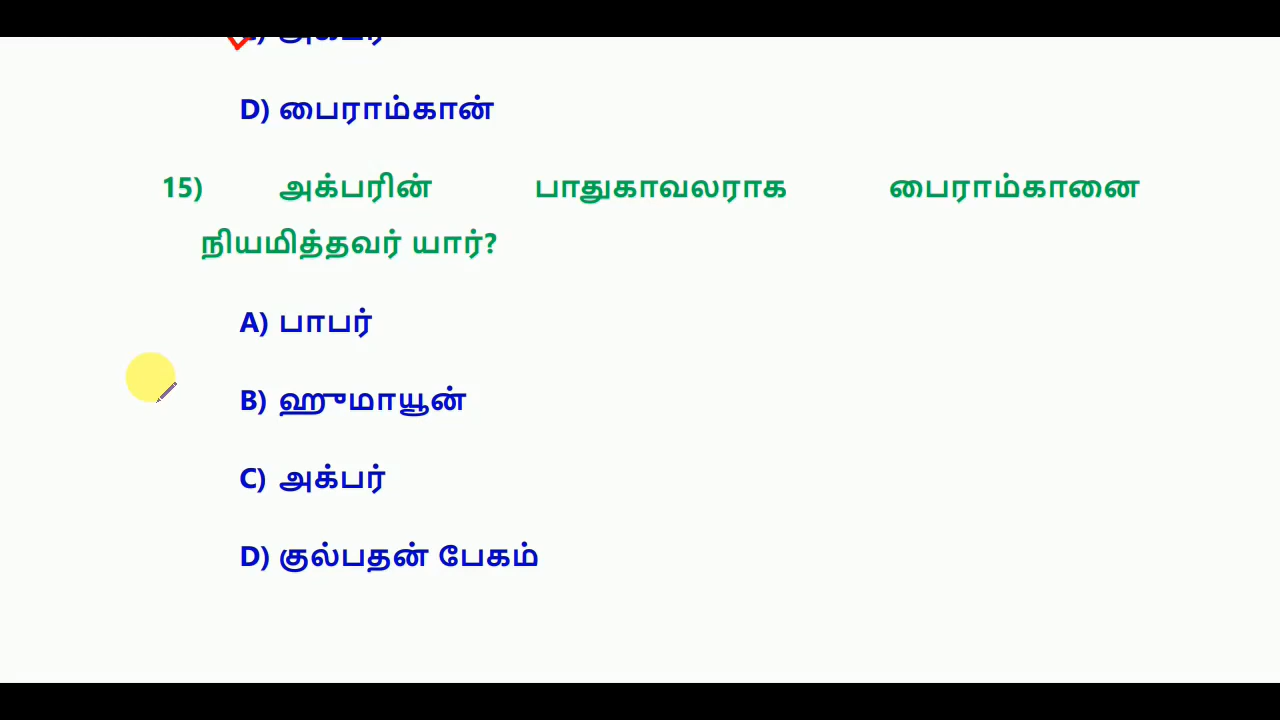 D) பைராம்கான்
15) அக்பரின் பாதுகாவலராக பைராம்கானை
நியமித்தவர் யார்?
A) பாபர்
B) ஹுமாயூன்
C) அக்பர்
D) குல்பதன் பேகம்